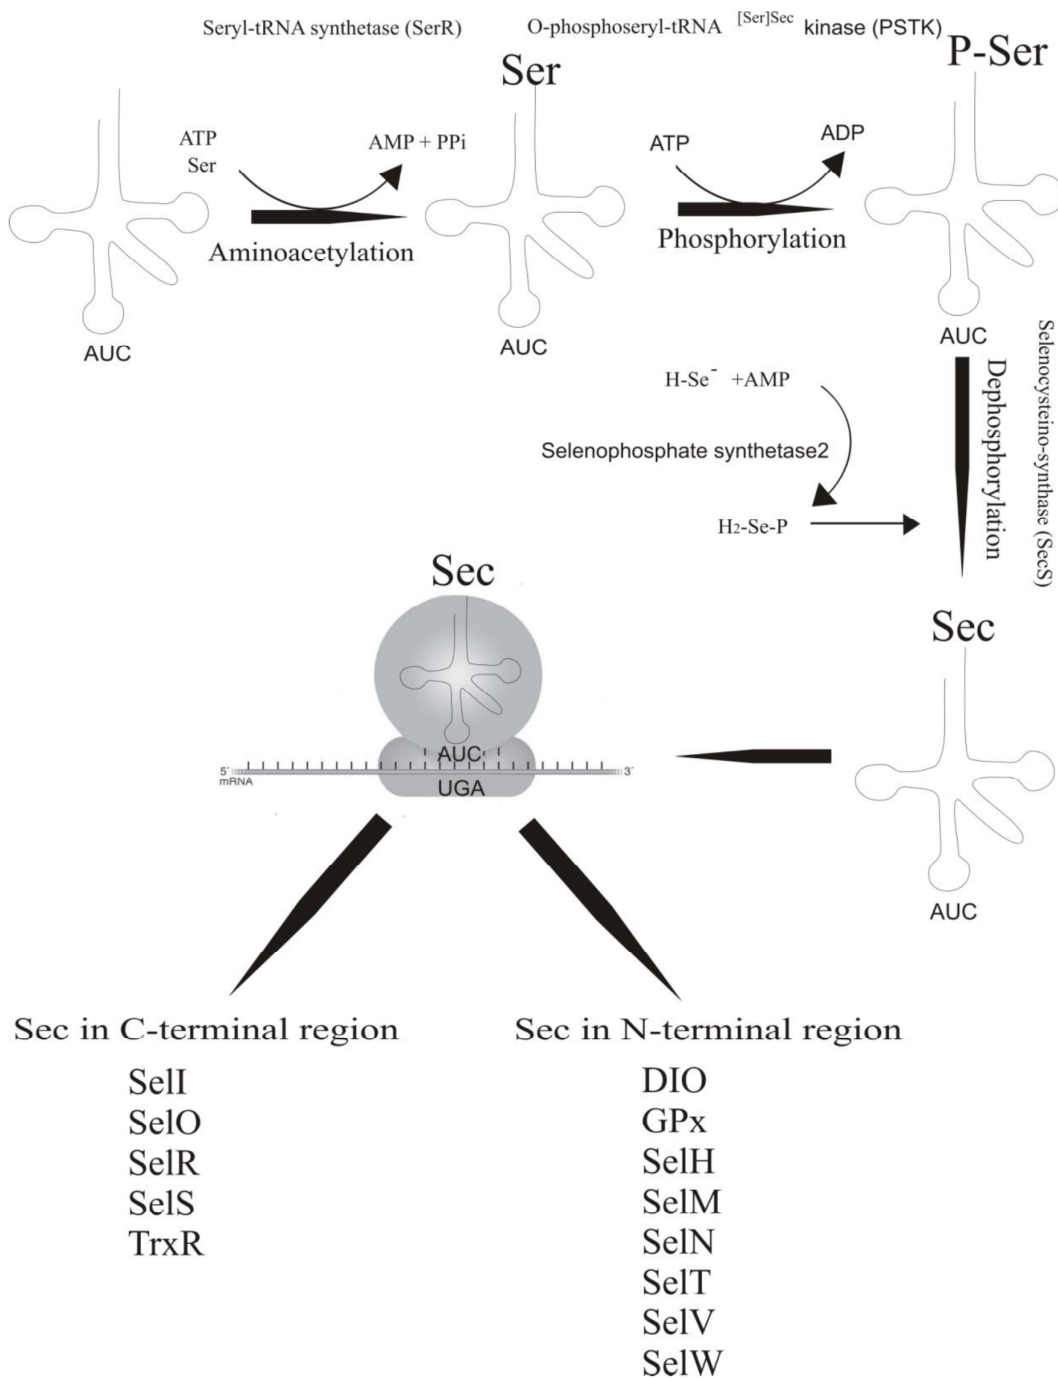 Seryl-tRNA synthetase (SerR)
O-phosphoseryl-tRNA [Ser]Sec kinase (PSTK)
Ser
P-Ser
ATP
Ser
AMP + PPi
ATP
ADP
Aminoacetylation
Phosphorylation
AUC
AUC
AUC
H-Se- +AMP
Selenophosphate synthetase2
H2-Se-P
Dephosphorylation
Selenocysteino-synthase (SecS)
Sec
Sec
AUC
5´
3´
mRNA
UGA
AUC
Sec in C-terminal region
SelI
SelO
SelR
SelS
TrxR
Sec in N-terminal region
DIO
GPx
SelH
SelM
SelN
SelT
SelV
SelW